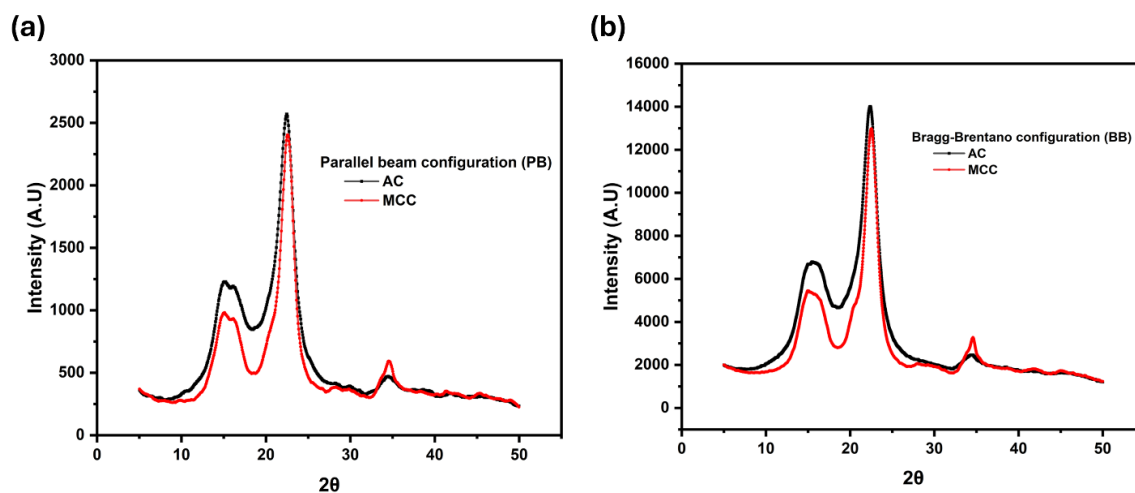 (a)
3000
2500
2000
1500
1000
500
0
Intensity (A.U)
Parallel beam configuration (PB)
AC
MCC
0 10 20 30 40 50
2θ
(b)
16000
14000
12000
10000
8000
6000
4000
2000
0
Intensity (A.U)
Bragg-Brentano configuration (BB)
AC
MCC
0 10 20 30 40 50
2θ